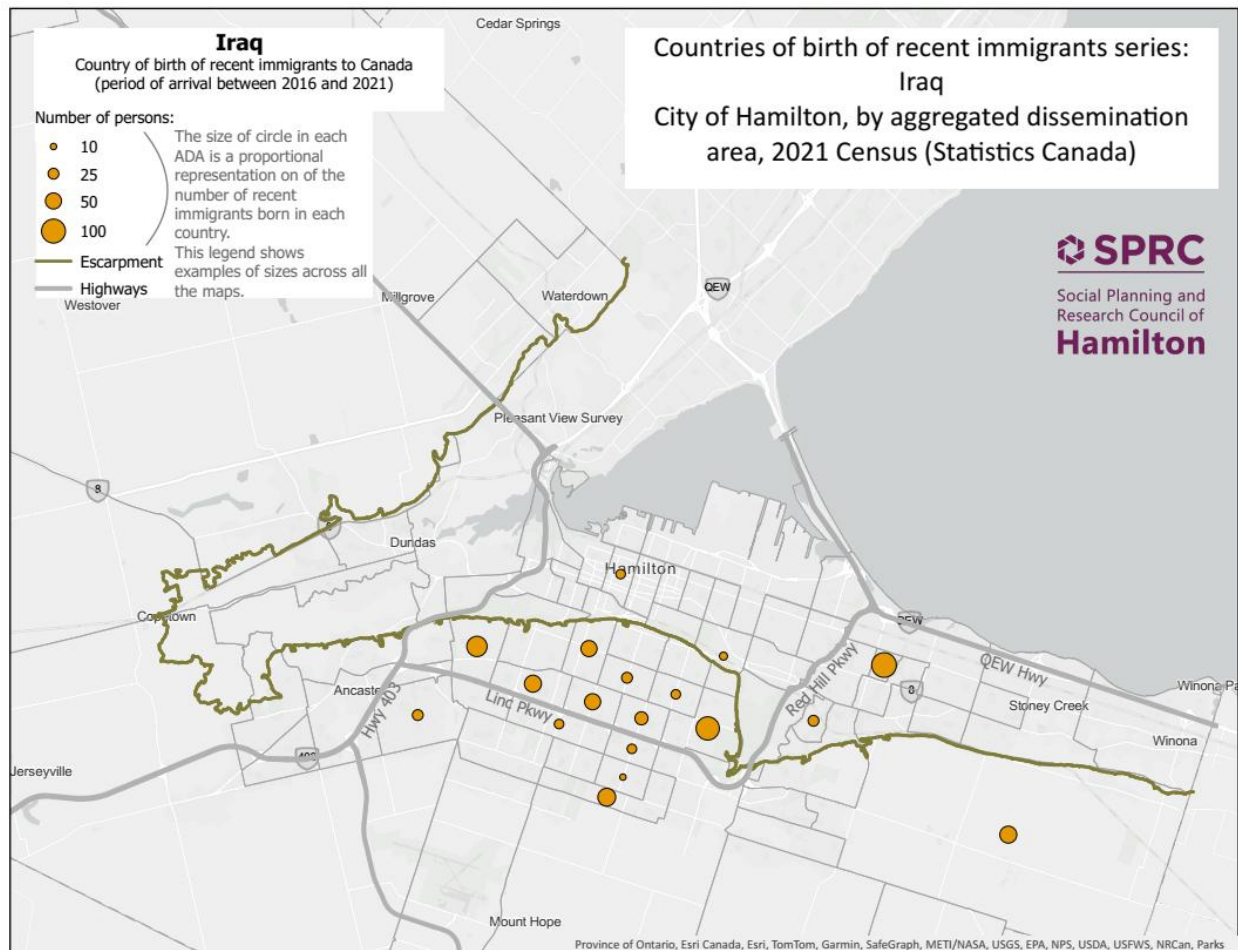 Cedar Springs
Iraq
Country of birth of recent immigrants to Canada
(period of arrival between 2016 and 2021)
Number of persons:
10
25
50
100
The size of circle in each
ADA is a proportional
representation on of the
number of recent
immigrants born in each
country.
This legend shows
examples of sizes across all
the maps.
Escarpment
Highways
Countries of birth of recent immigrants series:
Iraq
City of Hamilton, by aggregated dissemination
area, 2021 Census (Statistics Canada)
SPRC
Social Planning and
Research Council of
Hamilton
Westover
Millgrove
Waterdown
QEW
Pleasant View Survey
8
Dundas
Hamilton
Copetown
QEW
QEW Hwy
Red Hill Pkwy
8
Ancaster
Hwy 403
Linc Pkwy
Stoney Creek
Winona Pa
Winona
403
Jerseyville
Mount Hope
Province of Ontario, Esri Canada, Esri, TomTom, Garmin, SafeGraph, METI/NASA, USGS, EPA, NPS, USDA, USFWS, NRCan, Parks